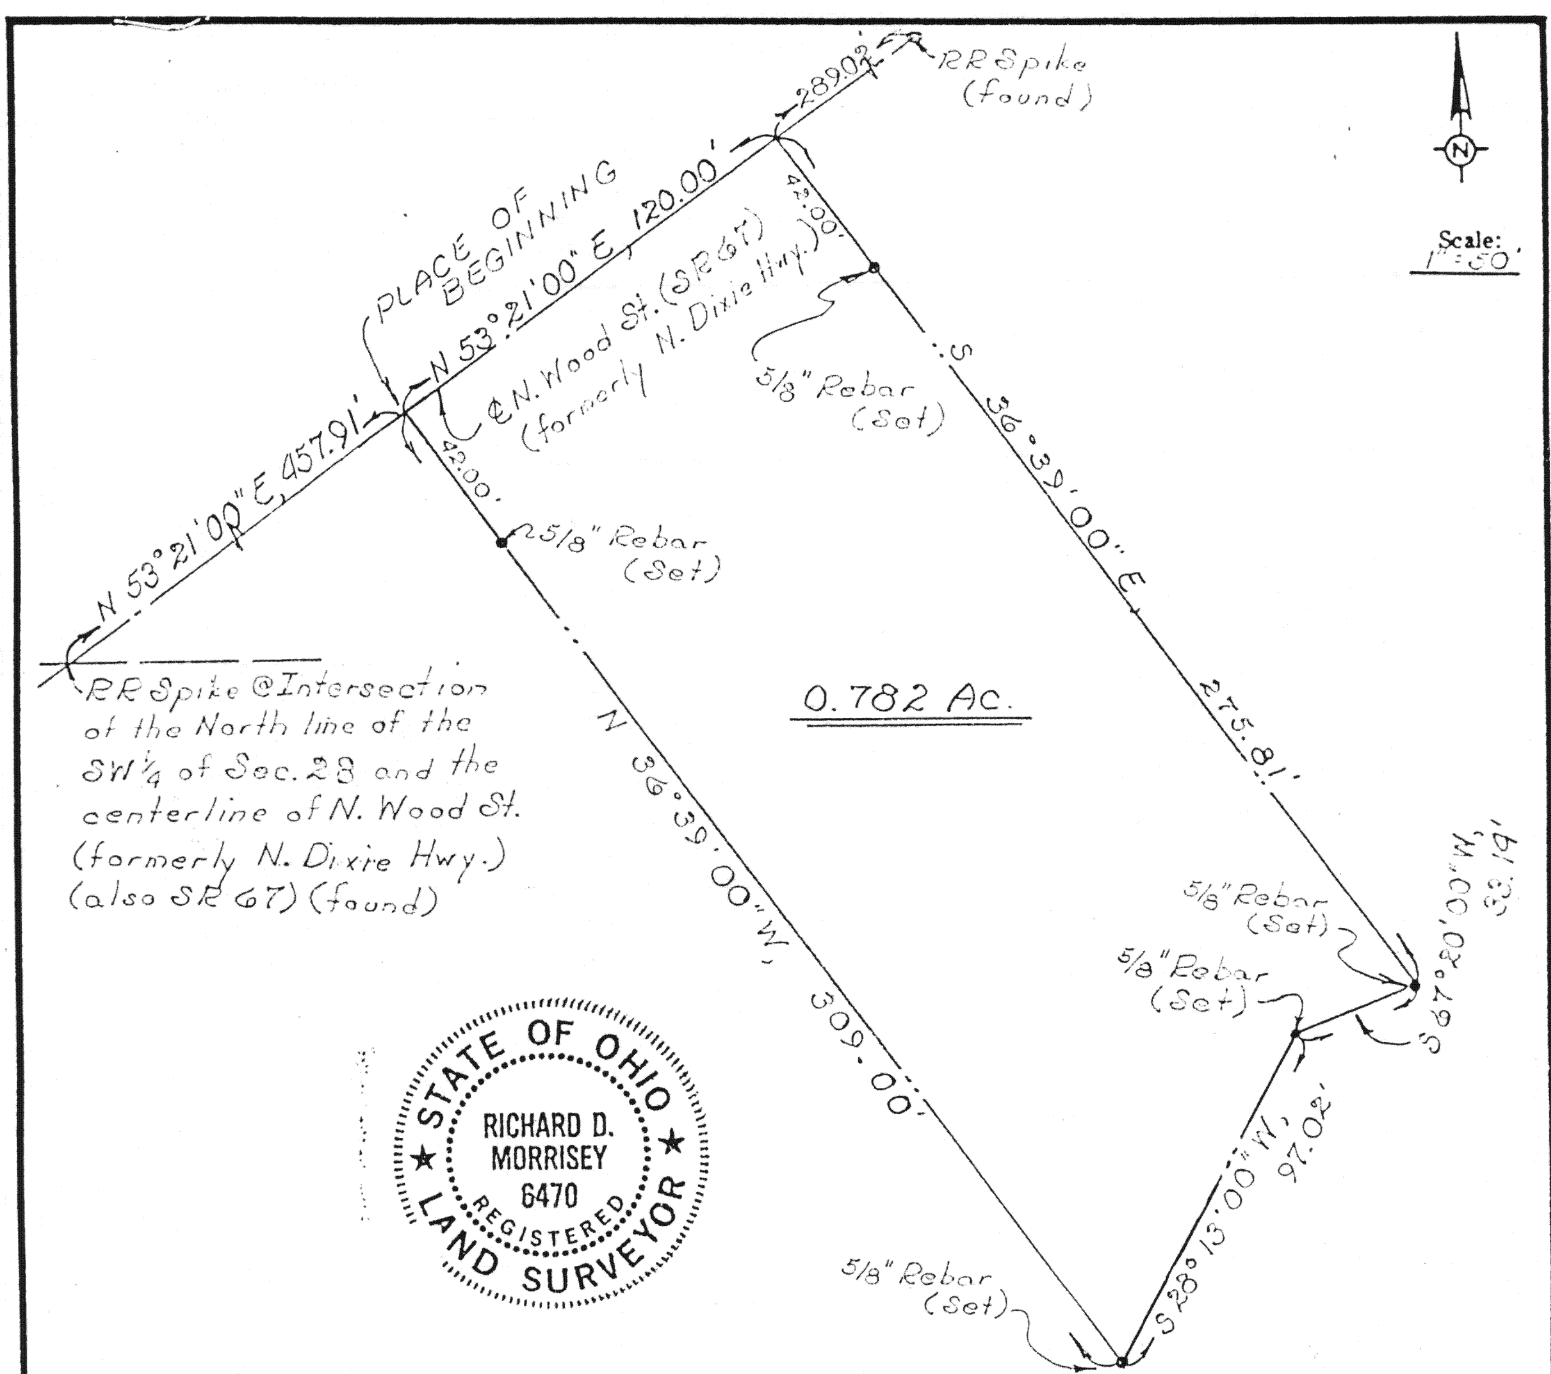 289.02'
RR Spike
(found)
N
Scale:
1"=50'
PLACE OF
BEGINNING
N 53°21'00" E, 120.00'
42.00'
℄ N. Wood St. (SR 67)
(formerly N. Dixie Hwy.)
5/8" Rebar
(Set)
S 36°39'00" E, 275.81'
N 53°21'00" E, 457.91'
42.00'
5/8" Rebar
(Set)
RR Spike @ Intersection
of the North line of the
SW 1/4 of Sec. 28 and the
centerline of N. Wood St.
(formerly N. Dixie Hwy.)
(also SR 67) (found)
0.782 Ac.
N 36°39'00" W, 309.00'
5/8" Rebar
(Set)
5/8" Rebar
(Set)
S 67°20'00" W,
33.19'
S 28°13'00" W,
97.02'
5/8" Rebar
(Set)
STATE OF OHIO
RICHARD D.
MORRISEY
6470
REGISTERED
LAND SURVEYOR